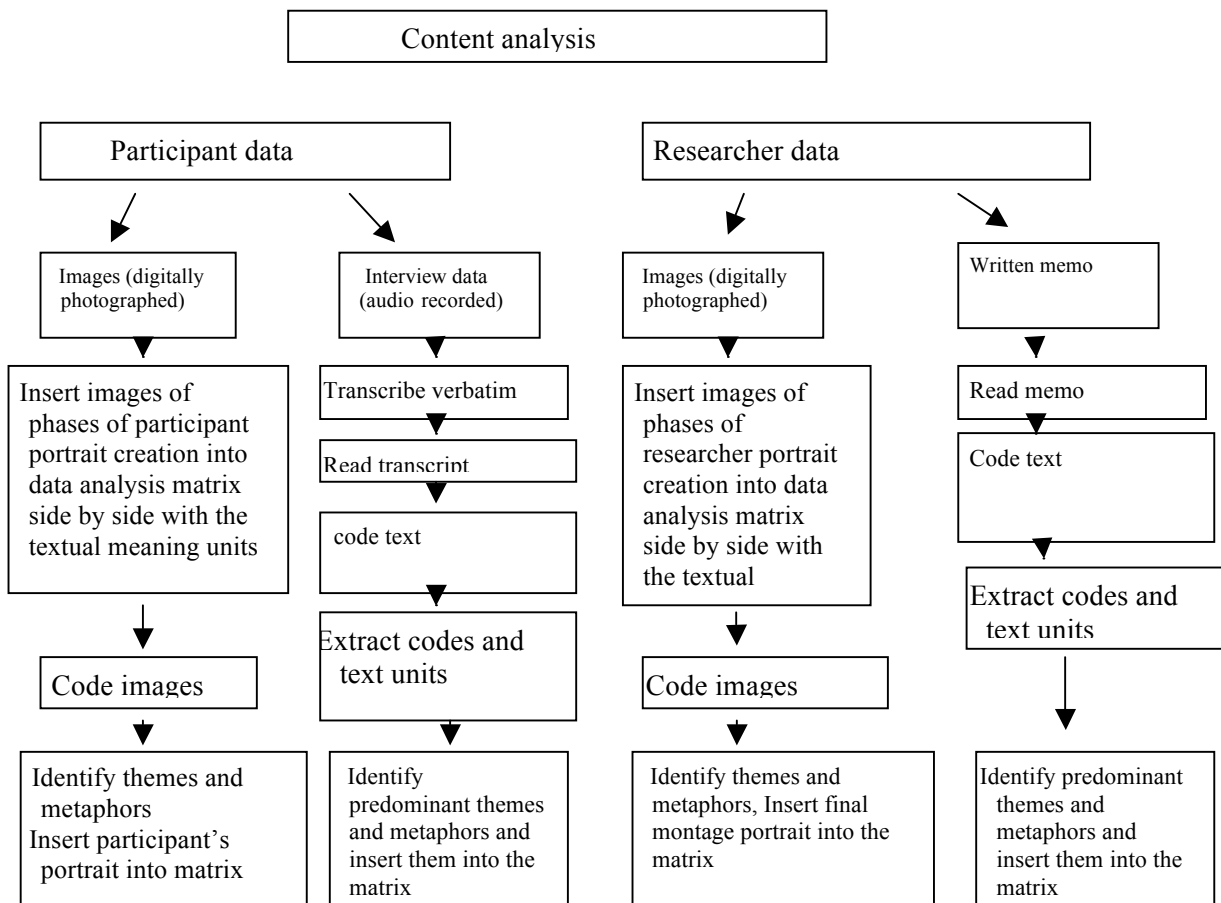 Content analysis
Participant data
Researcher data
Images (digitally
photographed)
Interview data
(audio recorded)
Images (digitally
photographed)
Written memo
Insert images of
phases of participant
portrait creation into
data analysis matrix
side by side with the
textual meaning units
Transcribe verbatim
Read transcript
code text
Extract codes and
text units
Insert images of
phases of
researcher portrait
creation into data
analysis matrix
side by side with
the textual
Read memo
Code text
Extract codes and
text units
Code images
Code images
Identify themes and
metaphors
Insert participant’s
portrait into matrix
Identify
predominant themes
and metaphors and
insert them into the
matrix
Identify themes and
metaphors, Insert final
montage portrait into the
matrix
Identify predominant
themes and
metaphors and
insert them into the
matrix